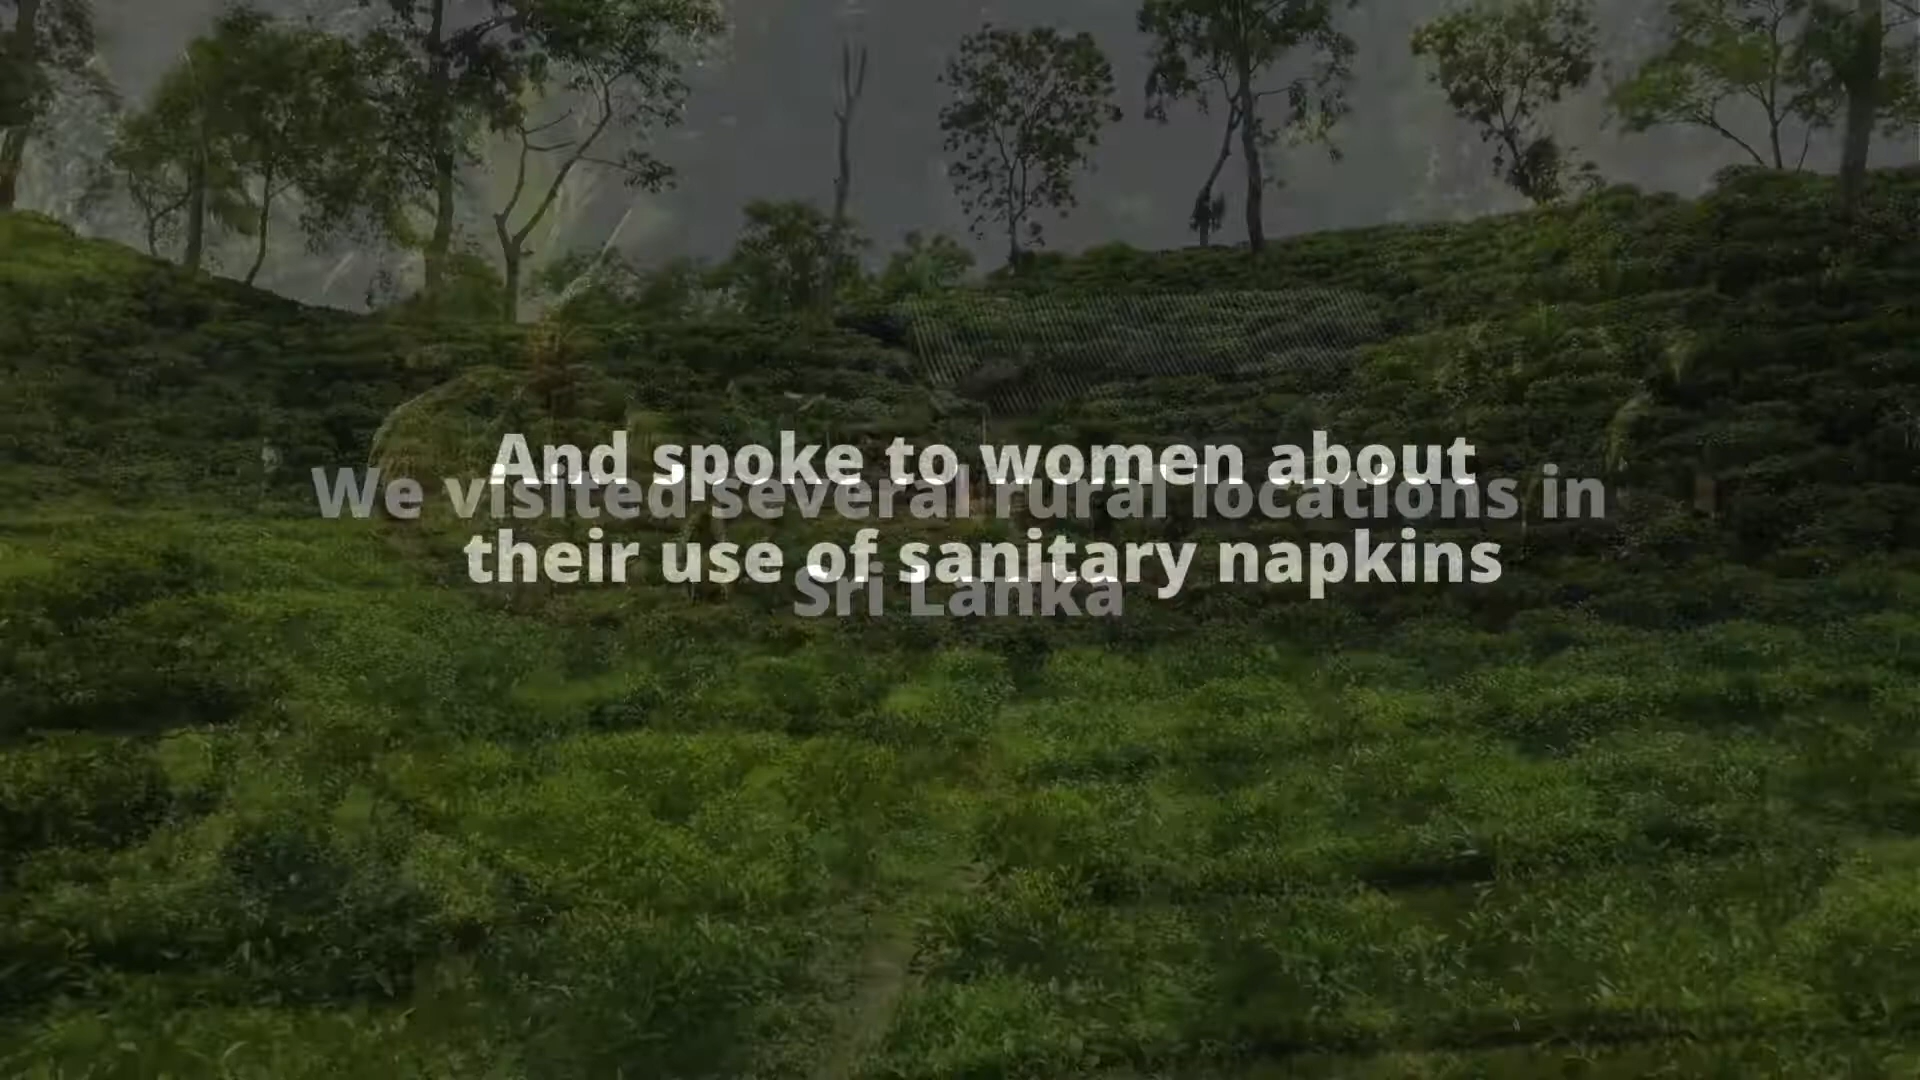 And spoke to women about
their use of sanitary napkins
We visited several rural locations in
Sri Lanka